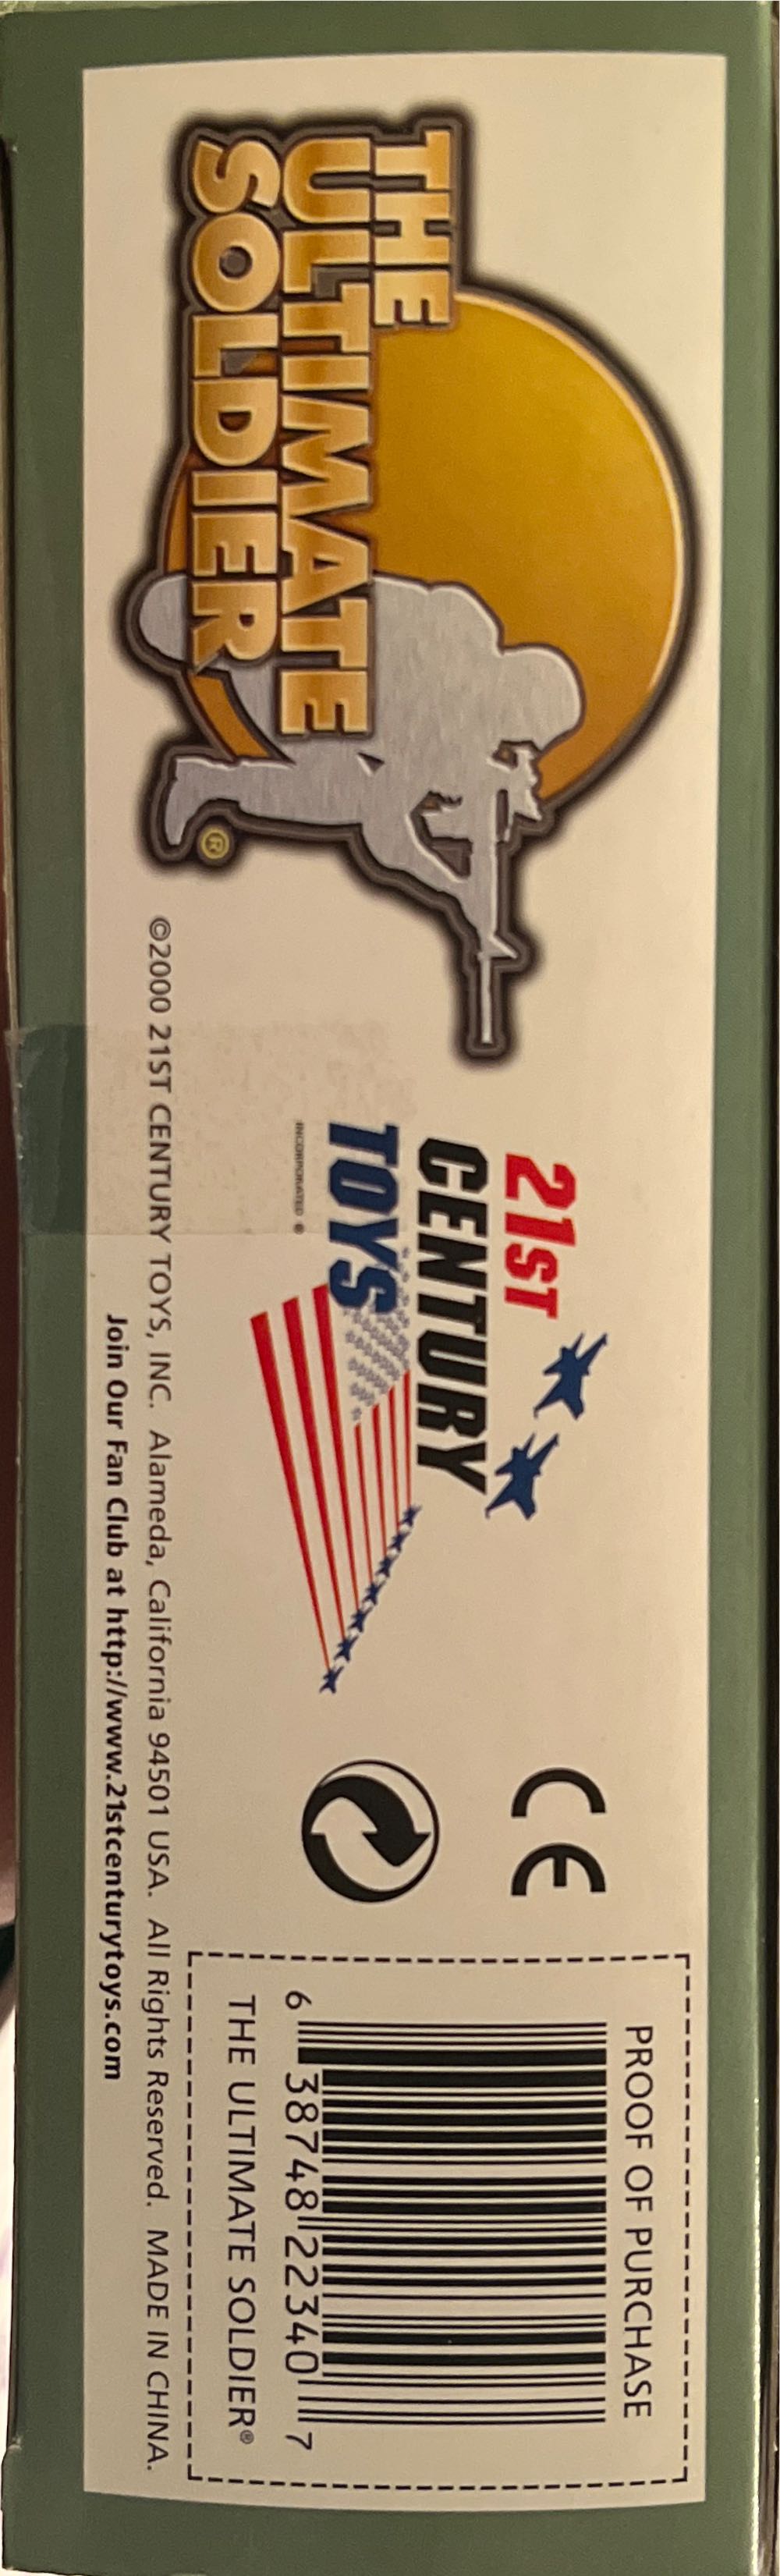 THE
ULTIMATE
SOLDIER
®
21ST
CENTURY
TOYS
INCORPORATED ®
CE
PROOF OF PURCHASE
6 38748 22340 7
THE ULTIMATE SOLDIER®
©2000 21ST CENTURY TOYS, INC. Alameda, California 94501 USA. All Rights Reserved. MADE IN CHINA.
Join Our Fan Club at http://www.21stcenturytoys.com